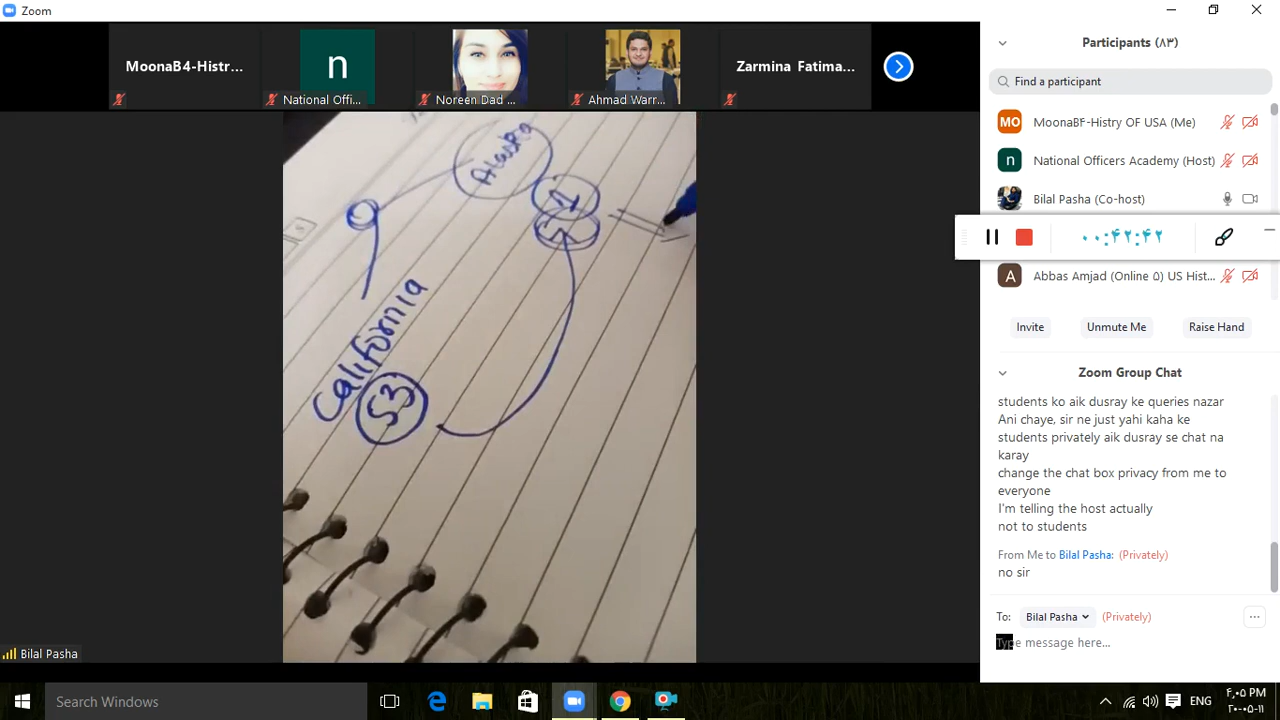 Zoom
MoonaB4-Histr...
n
National Offi...
Noreen Dad ...
Ahmad Warr...
Zarmina Fatima...
Alaska
California
53
Bilal Pasha
Participants (۸۳)
Find a participant
MO MoonaB۴-Histry OF USA (Me)
n National Officers Academy (Host)
Bilal Pasha (Co-host)
۰۰:۴۲:۴۲
A Abbas Amjad (Online ۵) US Hist...
Invite Unmute Me Raise Hand
Zoom Group Chat
students ko aik dusray ke queries nazar
Ani chaye, sir ne just yahi kaha ke
students privately aik dusray se chat na
karay
change the chat box privacy from me to
everyone
I'm telling the host actually
not to students
From Me to Bilal Pasha: (Privately)
no sir
To: Bilal Pasha (Privately)
Type message here...
Search Windows
ENG
۲:۰۵ PM